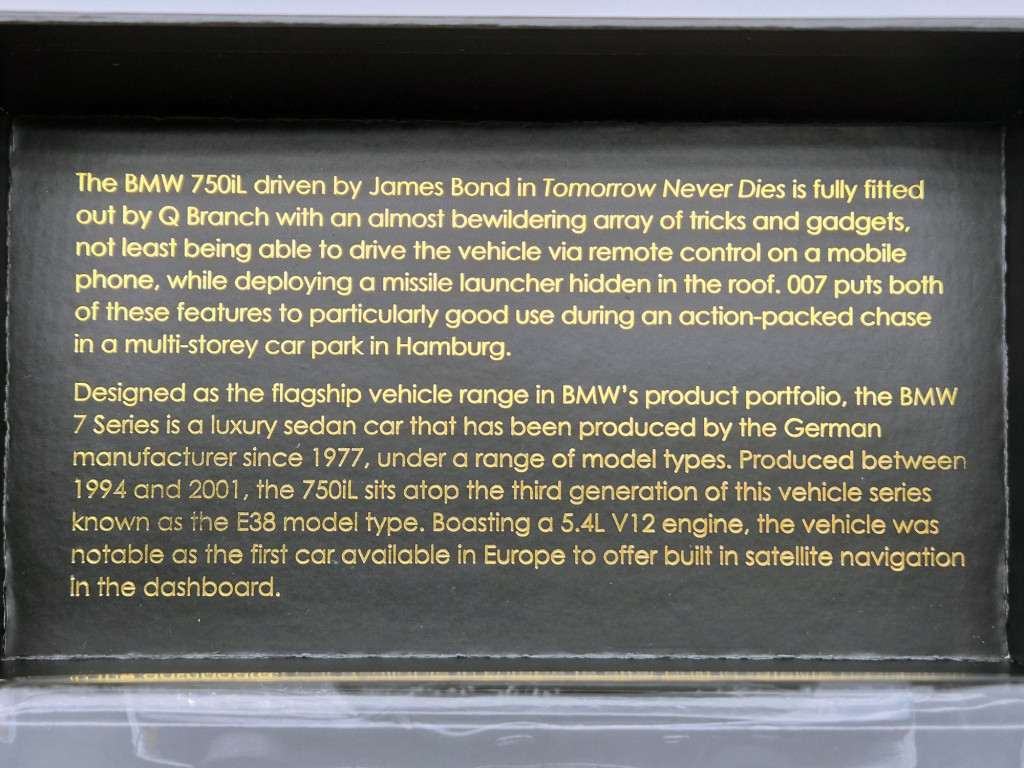 The BMW 750iL driven by James Bond in Tomorrow Never Dies is fully fitted
out by Q Branch with an almost bewildering array of tricks and gadgets,
not least being able to drive the vehicle via remote control on a mobile
phone, while deploying a missile launcher hidden in the roof. 007 puts both
of these features to particularly good use during an action-packed chase
in a multi-storey car park in Hamburg.
Designed as the flagship vehicle range in BMW's product portfolio, the BMW
7 Series is a luxury sedan car that has been produced by the German
manufacturer since 1977, under a range of model types. Produced between
1994 and 2001, the 750iL sits atop the third generation of this vehicle series
known as the E38 model type. Boasting a 5.4L V12 engine, the vehicle was
notable as the first car available in Europe to offer built in satellite navigation
in the dashboard.